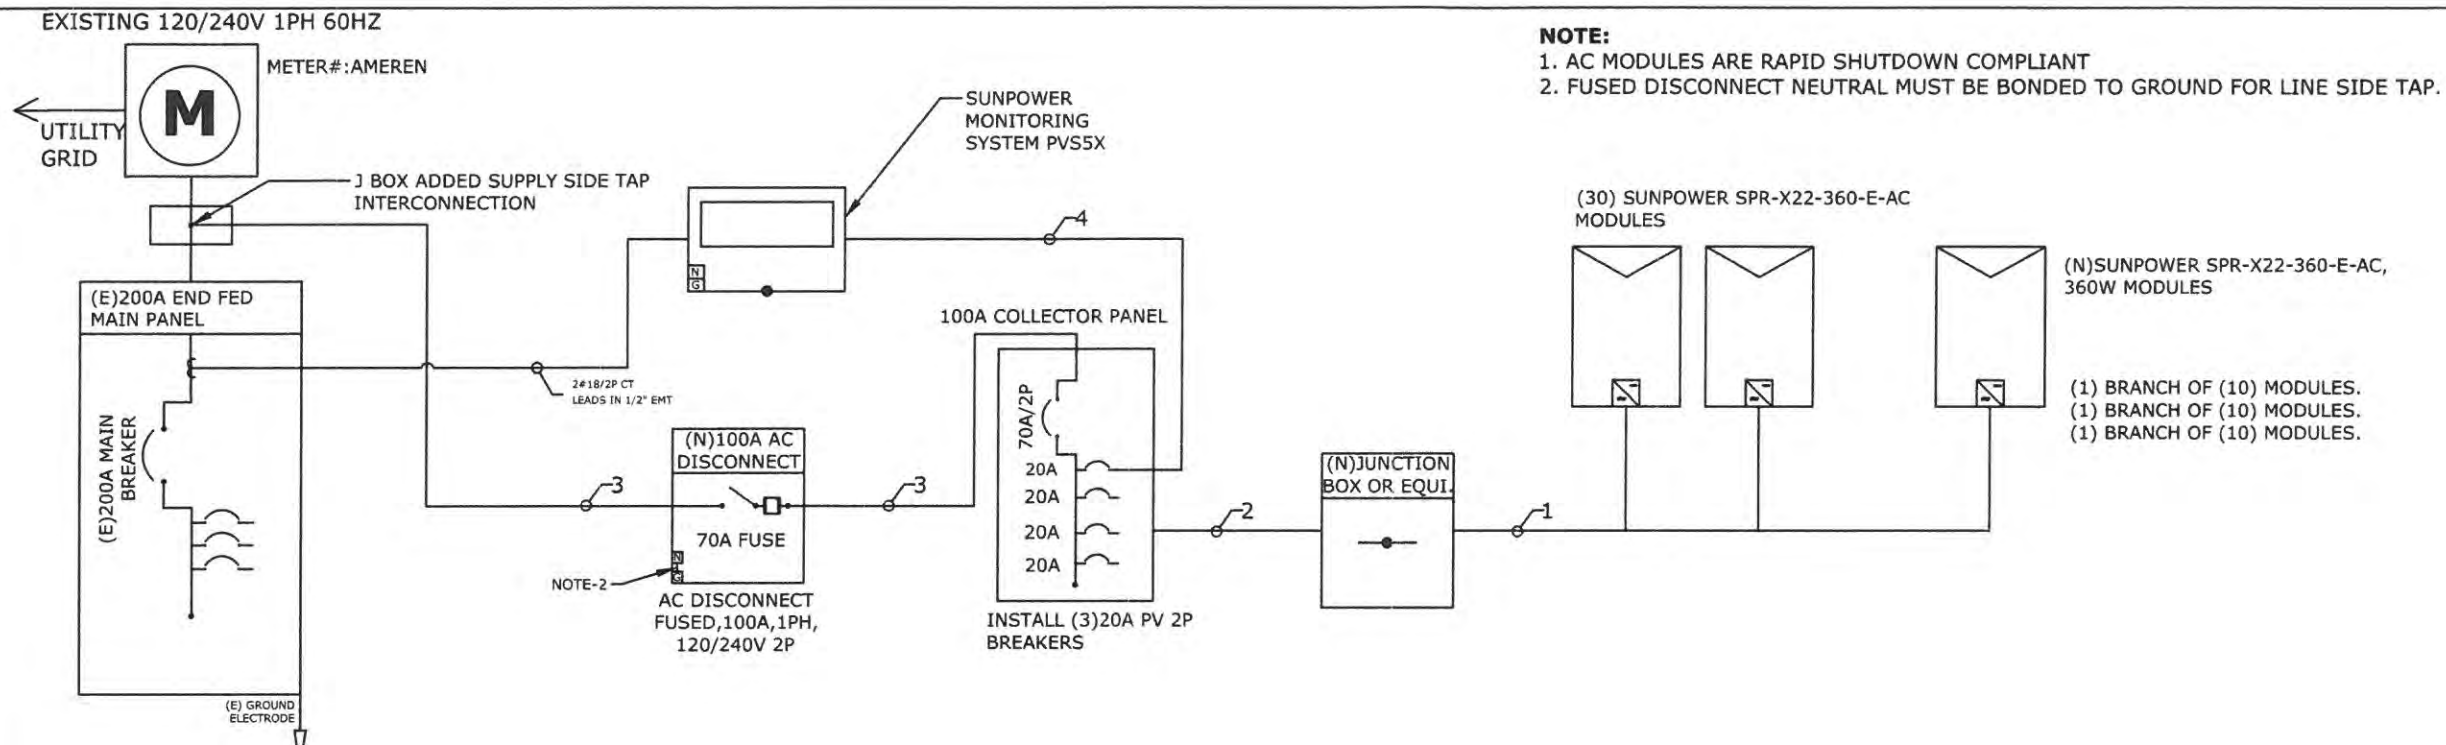 EXISTING 120/240V 1PH 60HZ
METER#:AMEREN
M
UTILITY
GRID
J BOX ADDED SUPPLY SIDE TAP
INTERCONNECTION
(E)200A END FED
MAIN PANEL
(E)200A MAIN
BREAKER
(E) GROUND
ELECTRODE
2#18/2P CT
LEADS IN 1/2" EMT
SUNPOWER
MONITORING
SYSTEM PVS5X
N
G
4
3
(N)100A AC
DISCONNECT
70A FUSE
N
G
NOTE-2
AC DISCONNECT
FUSED,100A,1PH,
120/240V 2P
3
100A COLLECTOR PANEL
70A/2P
20A
20A
20A
20A
INSTALL (3)20A PV 2P
BREAKERS
2
(N)JUNCTION
BOX OR EQUI.
1
NOTE:
1. AC MODULES ARE RAPID SHUTDOWN COMPLIANT
2. FUSED DISCONNECT NEUTRAL MUST BE BONDED TO GROUND FOR LINE SIDE TAP.
(30) SUNPOWER SPR-X22-360-E-AC
MODULES
(N)SUNPOWER SPR-X22-360-E-AC,
360W MODULES
(1) BRANCH OF (10) MODULES.
(1) BRANCH OF (10) MODULES.
(1) BRANCH OF (10) MODULES.